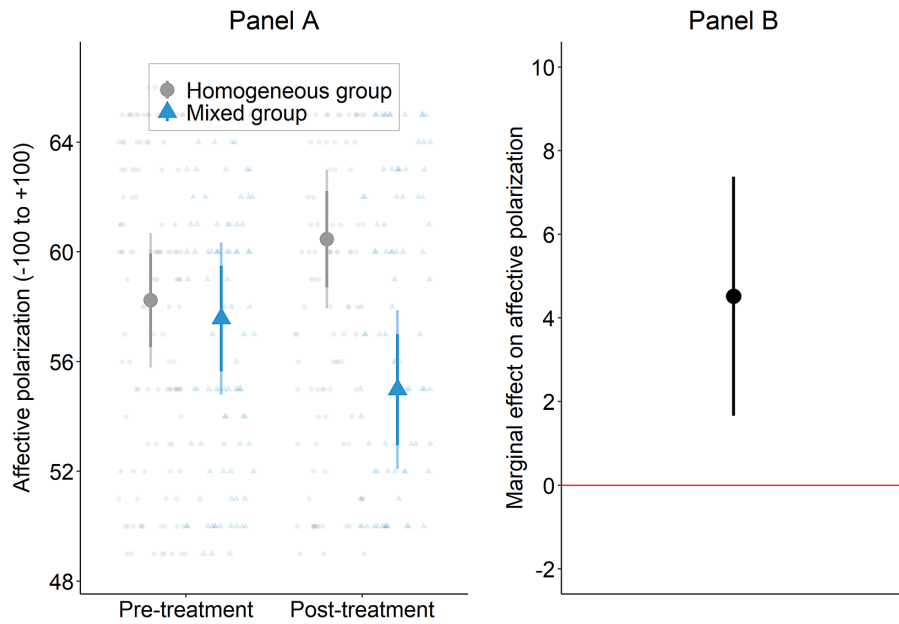 Panel A
Homogeneous group
Mixed group
Affective polarization (-100 to +100)
64
60
56
52
48
Pre-treatment
Post-treatment
Panel B
Marginal effect on affective polarization
10
8
6
4
2
0
-2